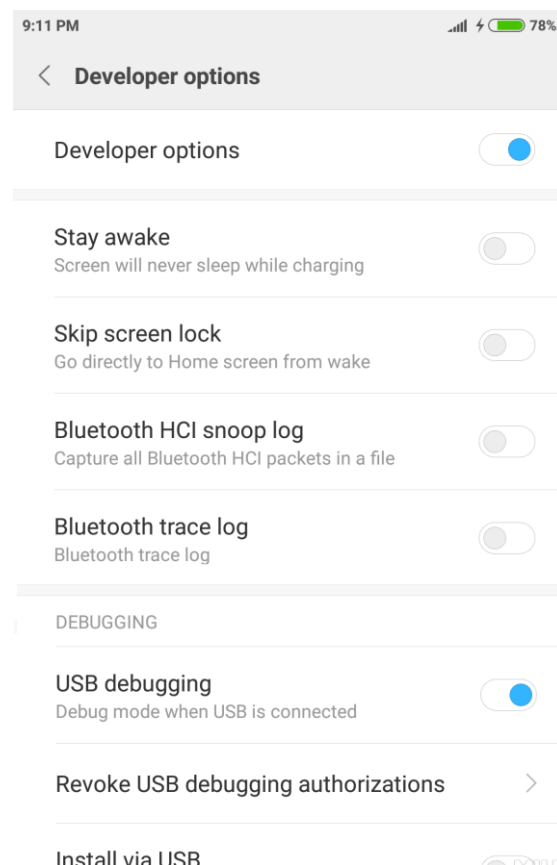 9:11 PM 78%
Developer options
Developer options
Stay awake
Screen will never sleep while charging
Skip screen lock
Go directly to Home screen from wake
Bluetooth HCI snoop log
Capture all Bluetooth HCI packets in a file
Bluetooth trace log
Bluetooth trace log
DEBUGGING
USB debugging
Debug mode when USB is connected
Revoke USB debugging authorizations
Install via USB